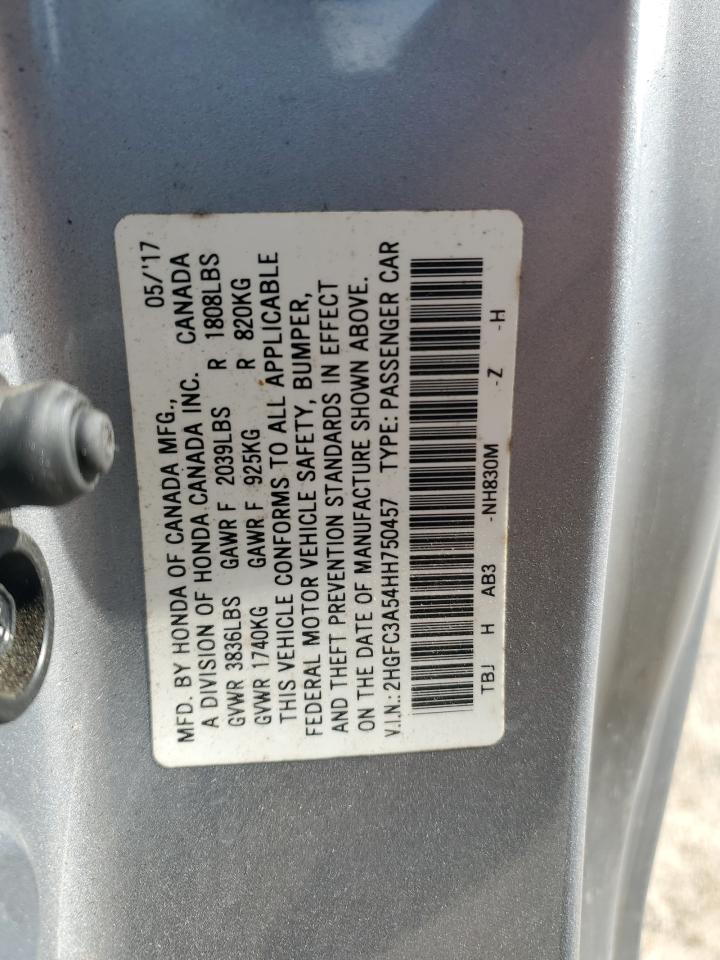 05/'17
MFD. BY HONDA OF CANADA MFG.,
A DIVISION OF HONDA CANADA INC. CANADA
GVWR 3836LBS GAWR F 2039LBS R 1808LBS
GVWR 1740KG GAWR F 925KG R 820KG
THIS VEHICLE CONFORMS TO ALL APPLICABLE
FEDERAL MOTOR VEHICLE SAFETY, BUMPER,
AND THEFT PREVENTION STANDARDS IN EFFECT
ON THE DATE OF MANUFACTURE SHOWN ABOVE.
V.I.N.: 2HGFC3A54HH750457 TYPE: PASSENGER CAR
TBJ H AB3 -NH830M -Z -H